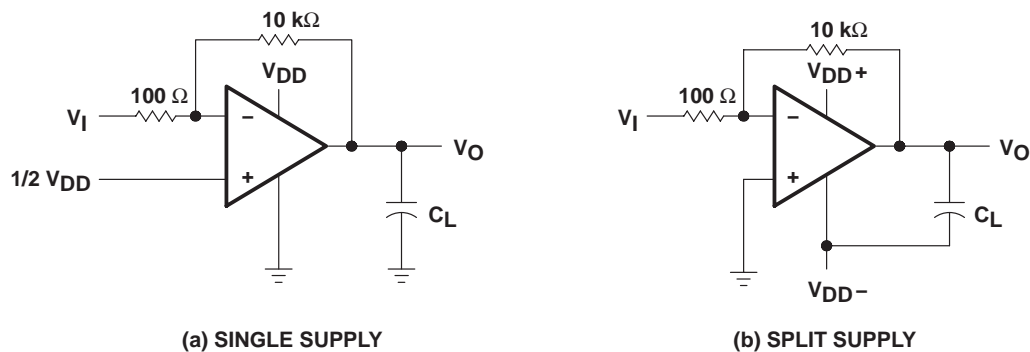 10 kΩ
VDD
100 Ω
VI
−
+
1/2 VDD
VO
CL
(a) SINGLE SUPPLY
10 kΩ
VDD+
100 Ω
VI
−
+
VO
CL
VDD−
(b) SPLIT SUPPLY